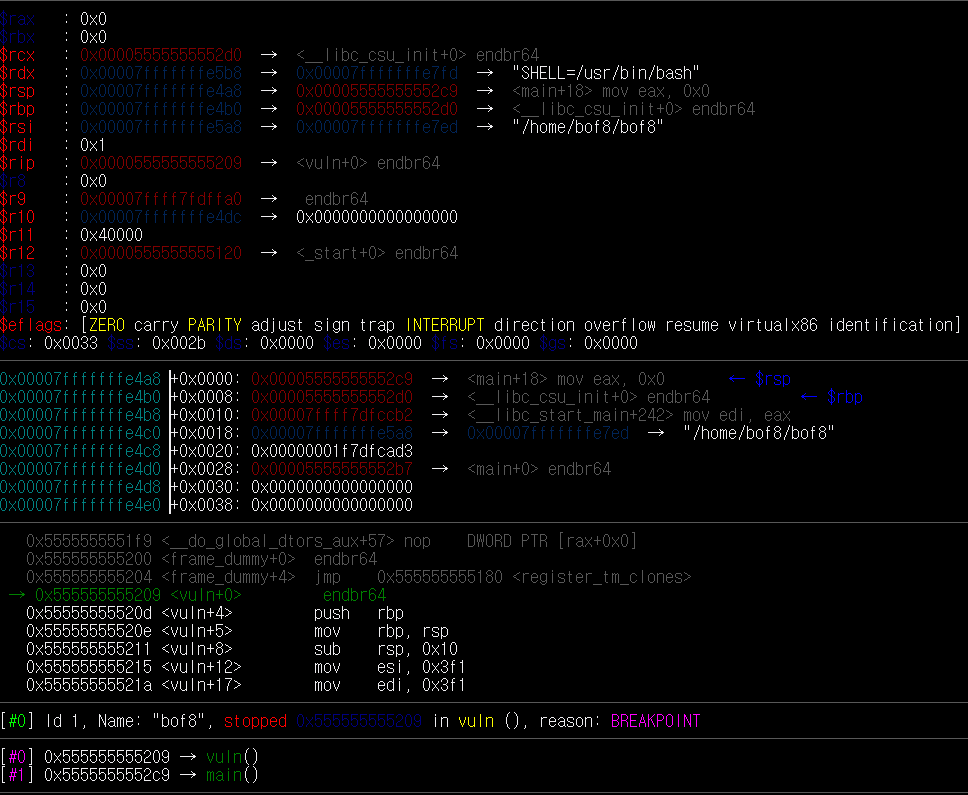 $rax   : 0x0
$rbx   : 0x0
$rcx   : 0x00005555555552d0  →  <__libc_csu_init+0> endbr64
$rdx   : 0x00007fffffffe5b8  →  0x00007fffffffe7fd  →  "SHELL=/usr/bin/bash"
$rsp   : 0x00007fffffffe4a8  →  0x00005555555552c9  →  <main+18> mov eax, 0x0
$rbp   : 0x00007fffffffe4b0  →  0x00005555555552d0  →  <__libc_csu_init+0> endbr64
$rsi   : 0x00007fffffffe5a8  →  0x00007fffffffe7ed  →  "/home/bof8/bof8"
$rdi   : 0x1
$rip   : 0x0000555555555209  →  <vuln+0> endbr64
$r8    : 0x0
$r9    : 0x00007ffff7fdffa0  →   endbr64
$r10   : 0x00007fffffffe4dc  →  0x0000000000000000
$r11   : 0x40000
$r12   : 0x0000555555555120  →  <_start+0> endbr64
$r13   : 0x0
$r14   : 0x0
$r15   : 0x0
$eflags: [ZERO carry PARITY adjust sign trap INTERRUPT direction overflow resume virtualx86 identification]
$cs: 0x0033 $ss: 0x002b $ds: 0x0000 $es: 0x0000 $fs: 0x0000 $gs: 0x0000
0x00007fffffffe4a8│+0x0000: 0x00005555555552c9  →  <main+18> mov eax, 0x0       ← $rsp
0x00007fffffffe4b0│+0x0008: 0x00005555555552d0  →  <__libc_csu_init+0> endbr64          ← $rbp
0x00007fffffffe4b8│+0x0010: 0x00007ffff7dfccb2  →  <__libc_start_main+242> mov edi, eax
0x00007fffffffe4c0│+0x0018: 0x00007fffffffe5a8  →  0x00007fffffffe7ed  →  "/home/bof8/bof8"
0x00007fffffffe4c8│+0x0020: 0x00000001f7dfcad3
0x00007fffffffe4d0│+0x0028: 0x00005555555552b7  →  <main+0> endbr64
0x00007fffffffe4d8│+0x0030: 0x0000000000000000
0x00007fffffffe4e0│+0x0038: 0x0000000000000000
0x5555555551f9 <__do_global_dtors_aux+57> nop    DWORD PTR [rax+0x0]
0x555555555200 <frame_dummy+0>  endbr64
0x555555555204 <frame_dummy+4>  jmp    0x555555555180 <register_tm_clones>
→ 0x555555555209 <vuln+0>         endbr64
0x55555555520d <vuln+4>         push   rbp
0x55555555520e <vuln+5>         mov    rbp, rsp
0x555555555211 <vuln+8>         sub    rsp, 0x10
0x555555555215 <vuln+12>        mov    esi, 0x3f1
0x55555555521a <vuln+17>        mov    edi, 0x3f1
[#0] Id 1, Name: "bof8", stopped 0x555555555209 in vuln (), reason: BREAKPOINT
[#0] 0x555555555209 → vuln()
[#1] 0x5555555552c9 → main()